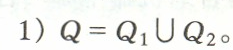 1) Q = Q₁ ∪ Q₂。